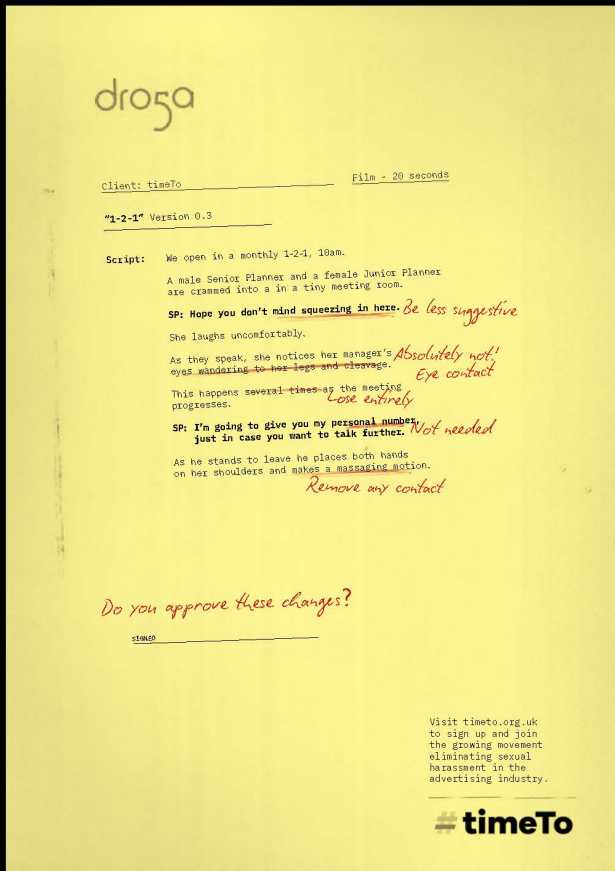 droga
Client: timeTo
Film - 20 seconds
"1-2-1" Version 0.3
Script: We open in a monthly 1-2-1, 10am.
A male Senior Planner and a female Junior Planner
are crammed into a in a tiny meeting room.
SP: Hope you don't mind squeezing in here. Be less suggestive
She laughs uncomfortably.
As they speak, she notices her manager's Absolutely not!
eyes wandering to her legs and cleavage. Eye contact
This happens several times as the meeting
progresses. Lose entirely
SP: I'm going to give you my personal number,
just in case you want to talk further. Not needed
As he stands to leave he places both hands
on her shoulders and makes a massaging motion.
Remove any contact
Do you approve these changes?
SIGNED
Visit timeto.org.uk
to sign up and join
the growing movement
eliminating sexual
harassment in the
advertising industry.
#timeTo